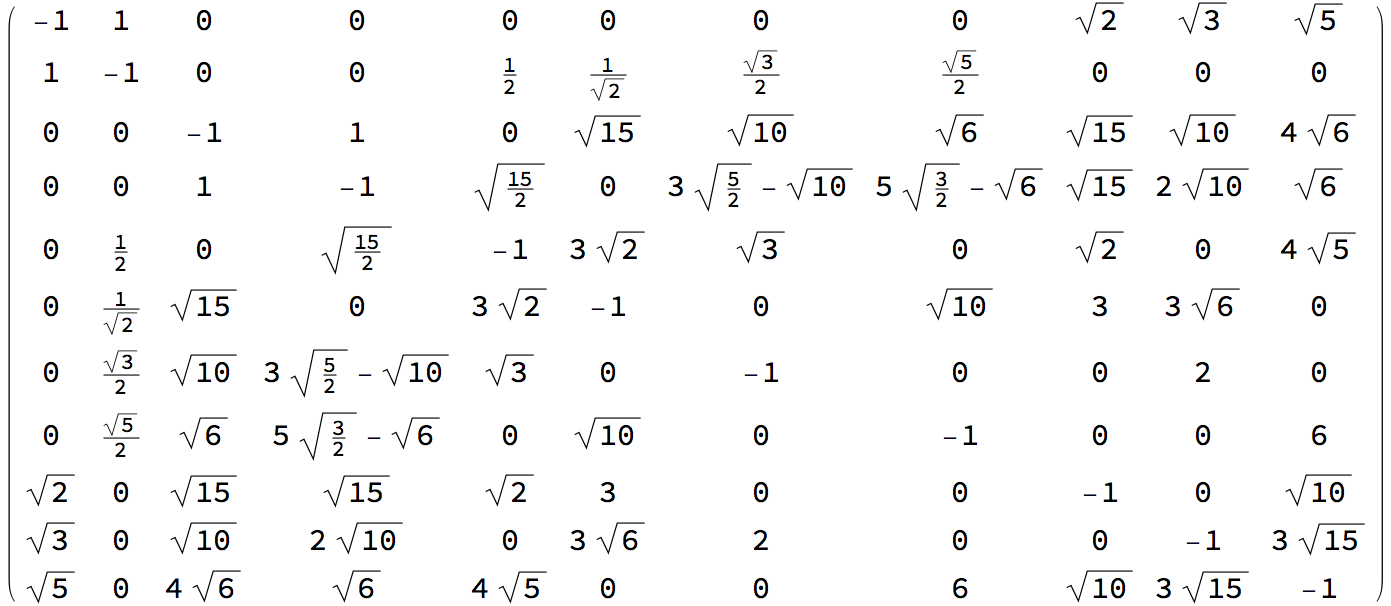 −1 1 0 0 0 0 0 0 √2 √3 √5
1 −1 0 0 1/2 1/√2 √3/2 √5/2 0 0 0
0 0 −1 1 0 √15 √10 √6 √15 √10 4 √6
0 0 1 −1 √(15/2) 0 3 √(5/2) − √10 5 √(3/2) − √6 √15 2 √10 √6
0 1/2 0 √(15/2) −1 3 √2 √3 0 √2 0 4 √5
0 1/√2 √15 0 3 √2 −1 0 √10 3 3 √6 0
0 √3/2 √10 3 √(5/2) − √10 √3 0 −1 0 0 2 0
0 √5/2 √6 5 √(3/2) − √6 0 √10 0 −1 0 0 6
√2 0 √15 √15 √2 3 0 0 −1 0 √10
√3 0 √10 2 √10 0 3 √6 2 0 0 −1 3 √15
√5 0 4 √6 √6 4 √5 0 0 6 √10 3 √15 −1